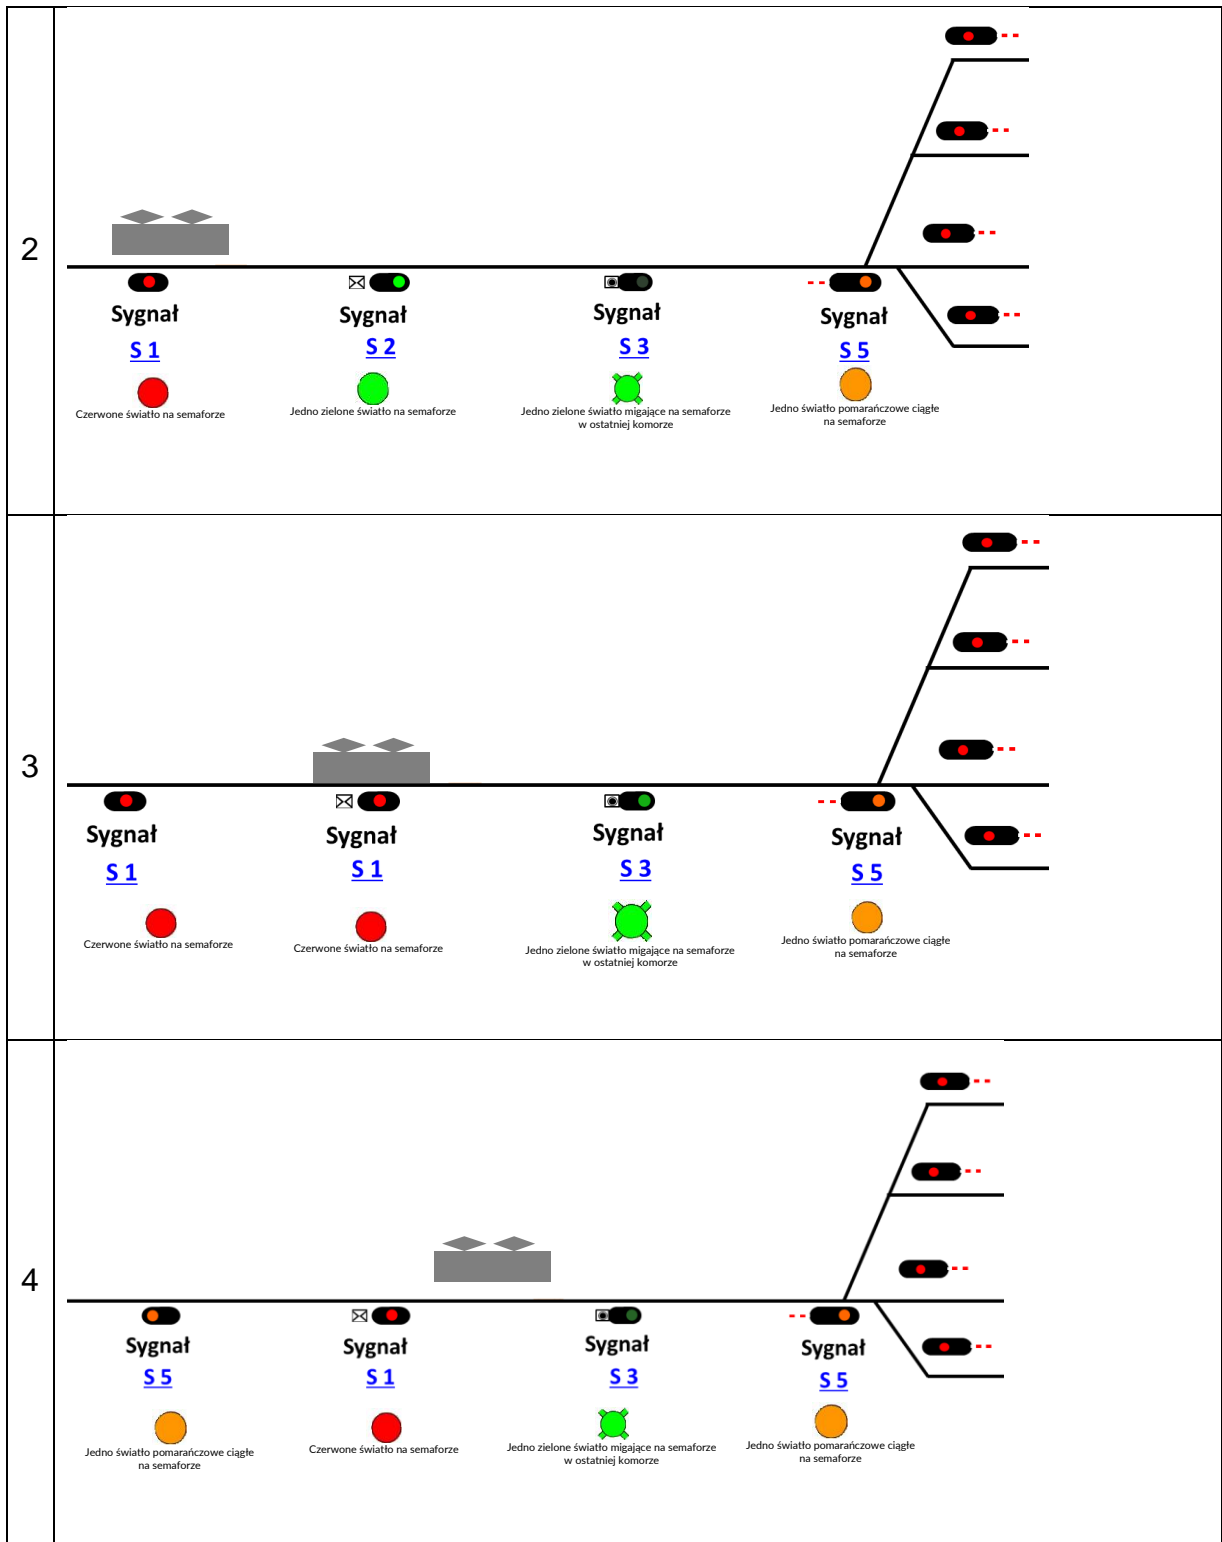 2
Sygnał
S 1
Czerwone światło na semaforze
Sygnał
S 2
Jedno zielone światło na semaforze
Sygnał
S 3
Jedno zielone światło migające na semaforze
w ostatniej komorze
Sygnał
S 5
Jedno światło pomarańczowe ciągłe
na semaforze
3
Sygnał
S 1
Czerwone światło na semaforze
Sygnał
S 1
Czerwone światło na semaforze
Sygnał
S 3
Jedno zielone światło migające na semaforze
w ostatniej komorze
Sygnał
S 5
Jedno światło pomarańczowe ciągłe
na semaforze
4
Sygnał
S 5
Jedno światło pomarańczowe ciągłe
na semaforze
Sygnał
S 1
Czerwone światło na semaforze
Sygnał
S 3
Jedno zielone światło migające na semaforze
w ostatniej komorze
Sygnał
S 5
Jedno światło pomarańczowe ciągłe
na semaforze